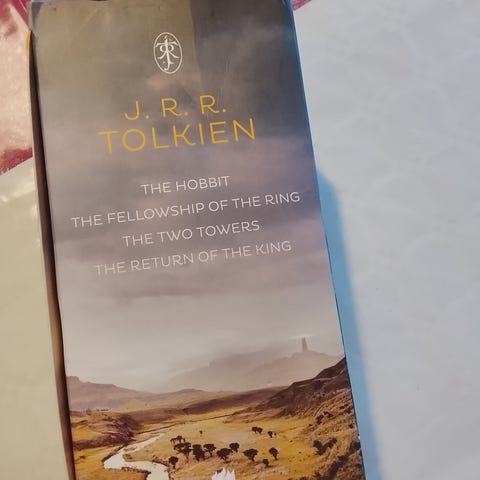 J. R. R.
TOLKIEN
THE HOBBIT
THE FELLOWSHIP OF THE RING
THE TWO TOWERS
THE RETURN OF THE KING